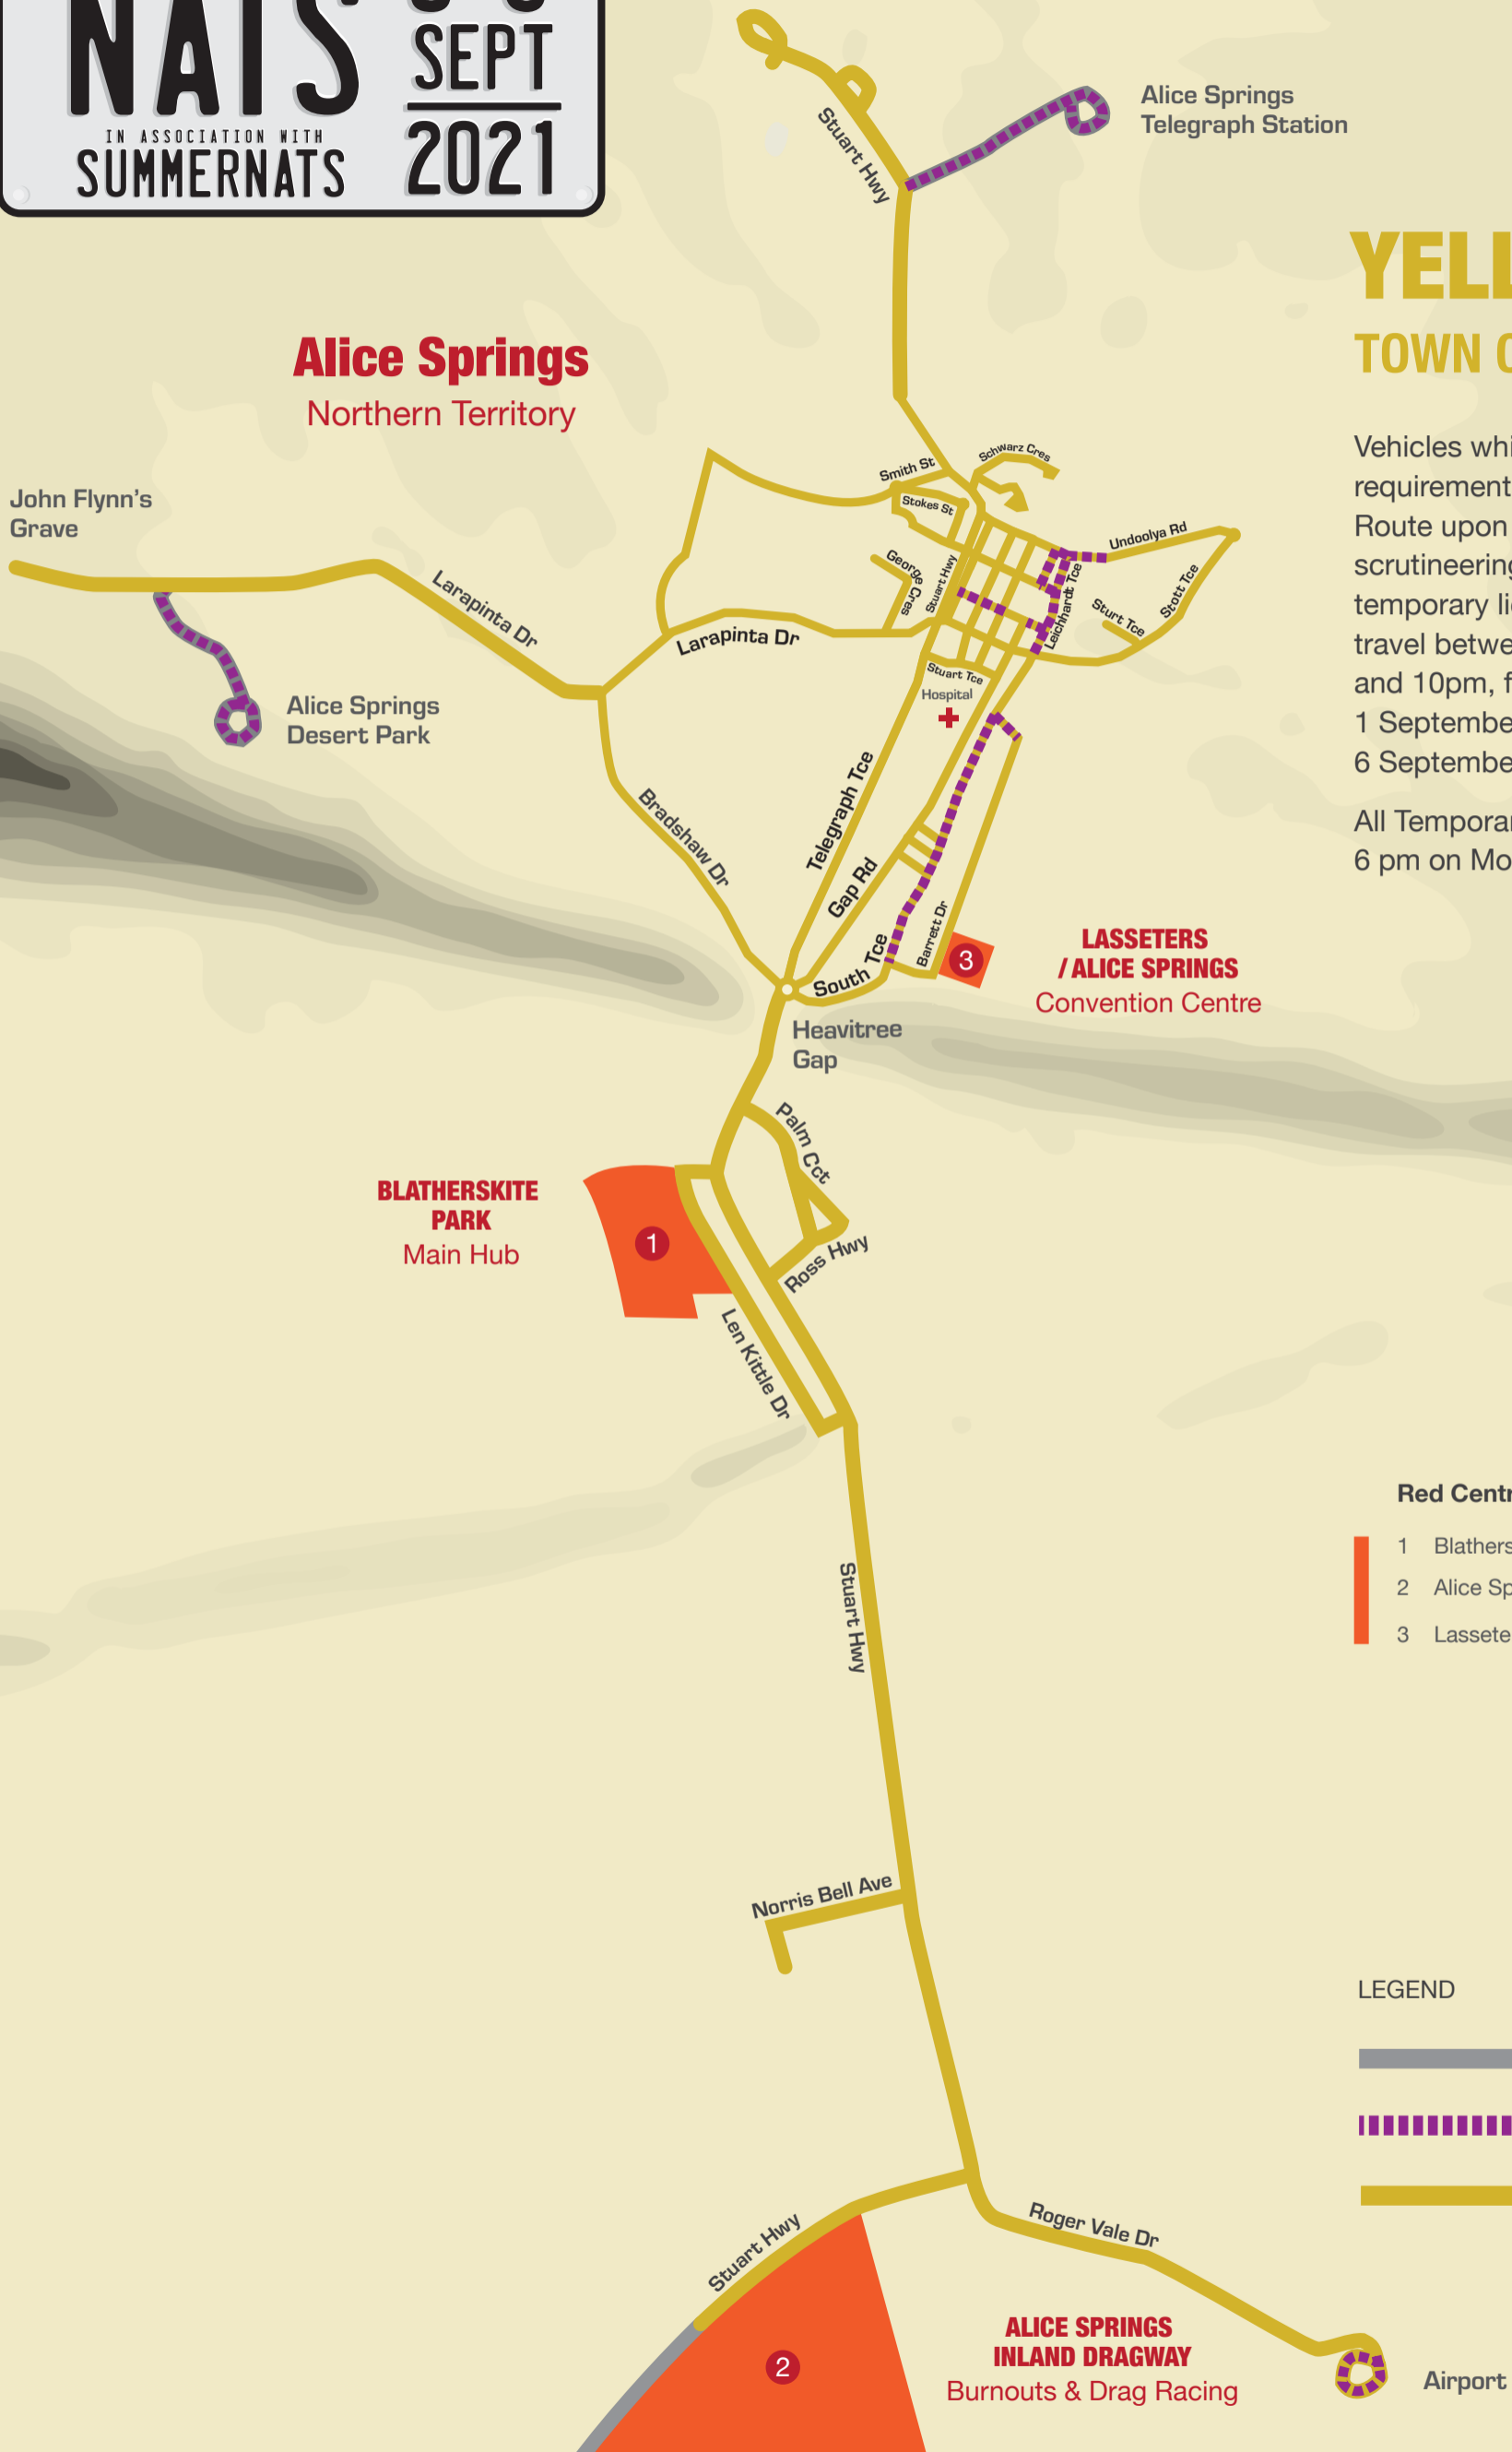 NATS
SEPT
2021
IN ASSOCIATION WITH
SUMMERNATS
Alice Springs
Telegraph Station
Stuart Hwy
YELL
TOWN
Alice Springs
Northern Territory
Vehicles whi
requirement
Route upon
scrutineering
temporary li
travel betwe
and 10pm, f
1 Septembe
6 Septembe
All Temporar
6 pm on Mo
John Flynn's
Grave
Smith St
Schwarz Cres
Stokes St
Undoolya Rd
George Cres
Stuart Hwy
Leichhardt Tce
Stott Tce
Sturt Tce
Larapinta Dr
Larapinta Dr
Stuart Tce
Hospital
Alice Springs
Desert Park
Bradshaw Dr
Telegraph Tce
Gap Rd
Barrett Dr
South Tce
3
LASSETERS
/ ALICE SPRINGS
Convention Centre
Heavitree
Gap
Palm Cct
BLATHERSKITE
PARK
Main Hub
1
Ross Hwy
Len Kittle Dr
Red Centr
1 Blathers
2 Alice Sp
3 Lassete
Stuart Hwy
Norris Bell Ave
LEGEND
Stuart Hwy
Roger Vale Dr
ALICE SPRINGS
INLAND DRAGWAY
Burnouts & Drag Racing
2
Airport